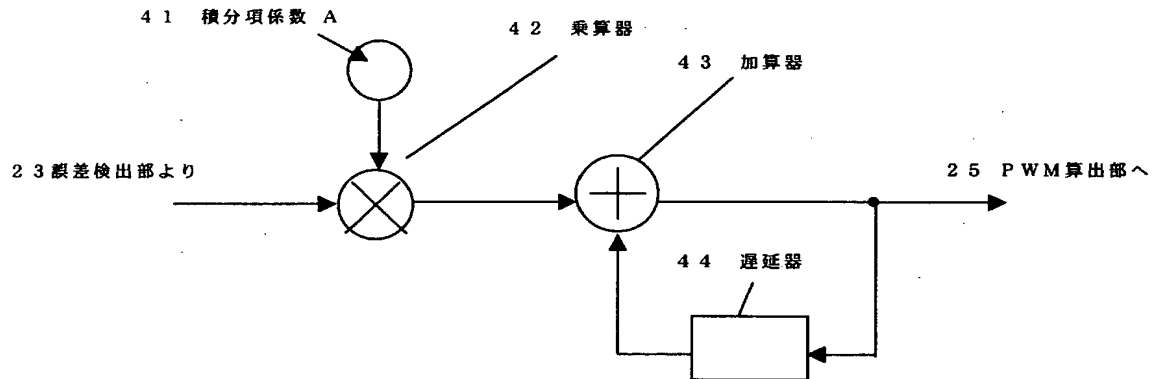 41 積分項係数 A
42 乗算器
43 加算器
23誤差検出部より
25 PWM算出部へ
44 遅延器